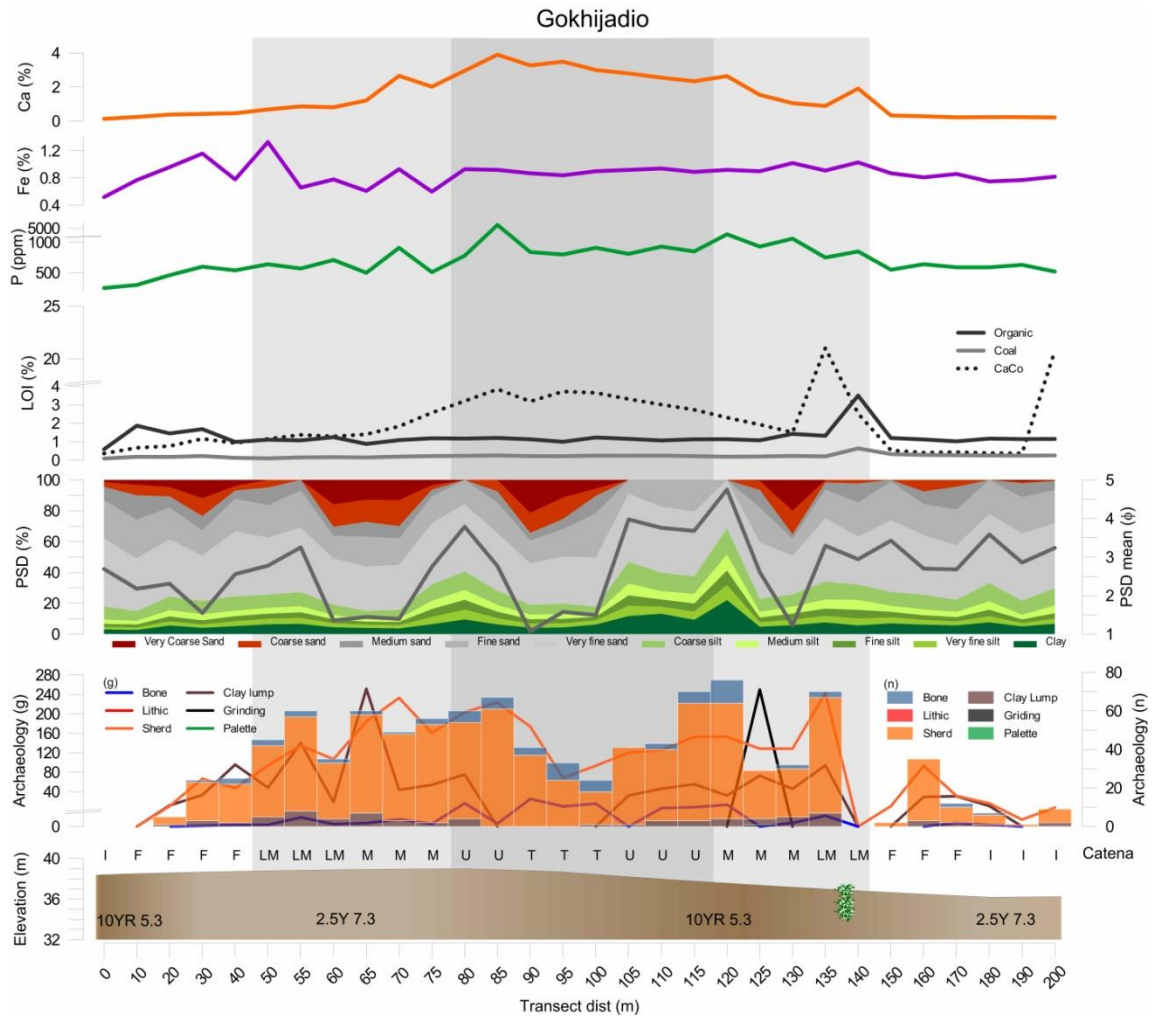 Gokhijadio
Ca (%)
4
2
0
Fe (%)
1.2
0.8
0.4
P (ppm)
5000
1000
500
LOI (%)
25
20
4
3
2
1
0
Organic
Coal
CaCo
PSD (%)
100
80
60
40
20
0
PSD mean (ϕ)
5
4
3
2
1
Very Coarse Sand Coarse sand Medium sand Fine sand Very fine sand Coarse silt Medium silt Fine silt Very fine silt Clay
Archaeology (g)
280
240
200
160
120
80
40
0
(g)
Bone Clay lump
Lithic Grinding
Sherd Palette
(n)
Bone Clay Lump
Lithic Griding
Sherd Palette
Archaeology (n)
80
60
40
20
0
I F F F F LM LM LM M M M U U T T T U U U M M M LM LM F F F I I I Catena
Elevation (m)
40
36
32
10YR 5.3 2.5Y 7.3 10YR 5.3 2.5Y 7.3
0 10 20 30 40 50 55 60 65 70 75 80 85 90 95 100 105 110 115 120 125 130 135 140 150 160 170 180 190 200
Transect dist (m)